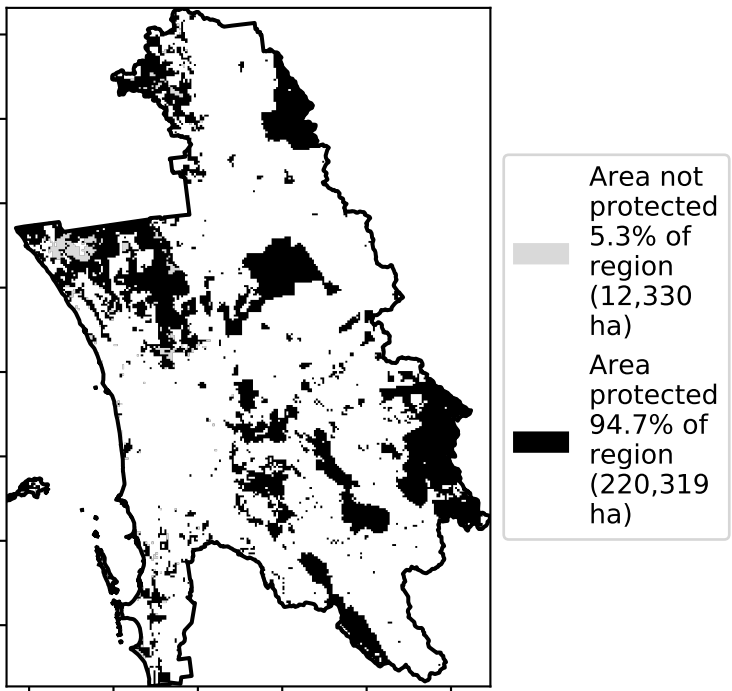 Area not
protected
5.3% of
region
(12,330
ha)
Area
protected
94.7% of
region
(220,319
ha)